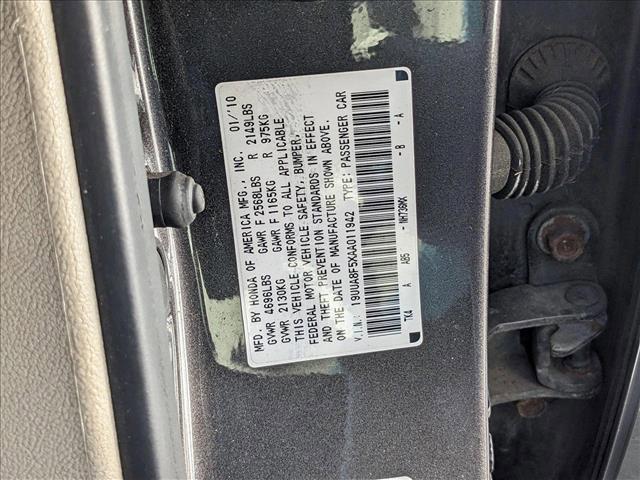 MFD. BY HONDA OF AMERICA MFG., INC. 01/'10
GVWR 4696LBS GAWR F 2568LBS R 2149LBS
GVWR 2130KG GAWR F 1165KG R 975KG
THIS VEHICLE CONFORMS TO ALL APPLICABLE
FEDERAL MOTOR VEHICLE SAFETY, BUMPER,
AND THEFT PREVENTION STANDARDS IN EFFECT
ON THE DATE OF MANUFACTURE SHOWN ABOVE.
V.I.N.: 19UUA8F5XAA011942 TYPE: PASSENGER CAR
TK4 A UB5 - NH739MX - B - A